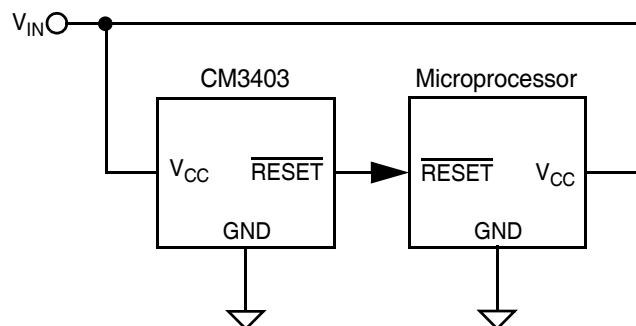 VIN
CM3403
Microprocessor
VCC
RESET
RESET
VCC
GND
GND